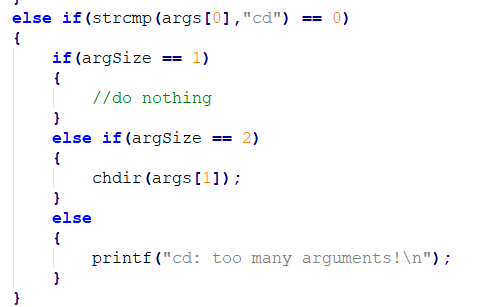 }
else if(strcmp(args[0],"cd") == 0)
{
if(argSize == 1)
{
//do nothing
}
else if(argSize == 2)
{
chdir(args[1]);
}
else
{
printf("cd: too many arguments!\n");
}
}